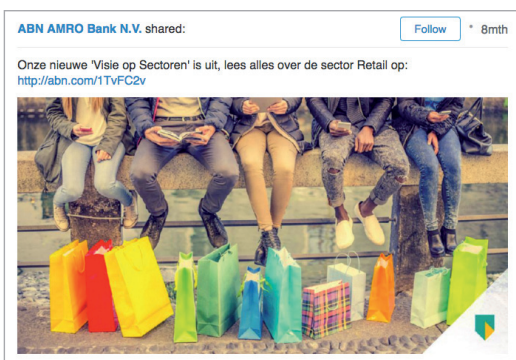 ABN AMRO Bank N.V. shared:
Follow
8mth
Onze nieuwe 'Visie op Sectoren' is uit, lees alles over de sector Retail op:
http://abn.com/1TvFC2v